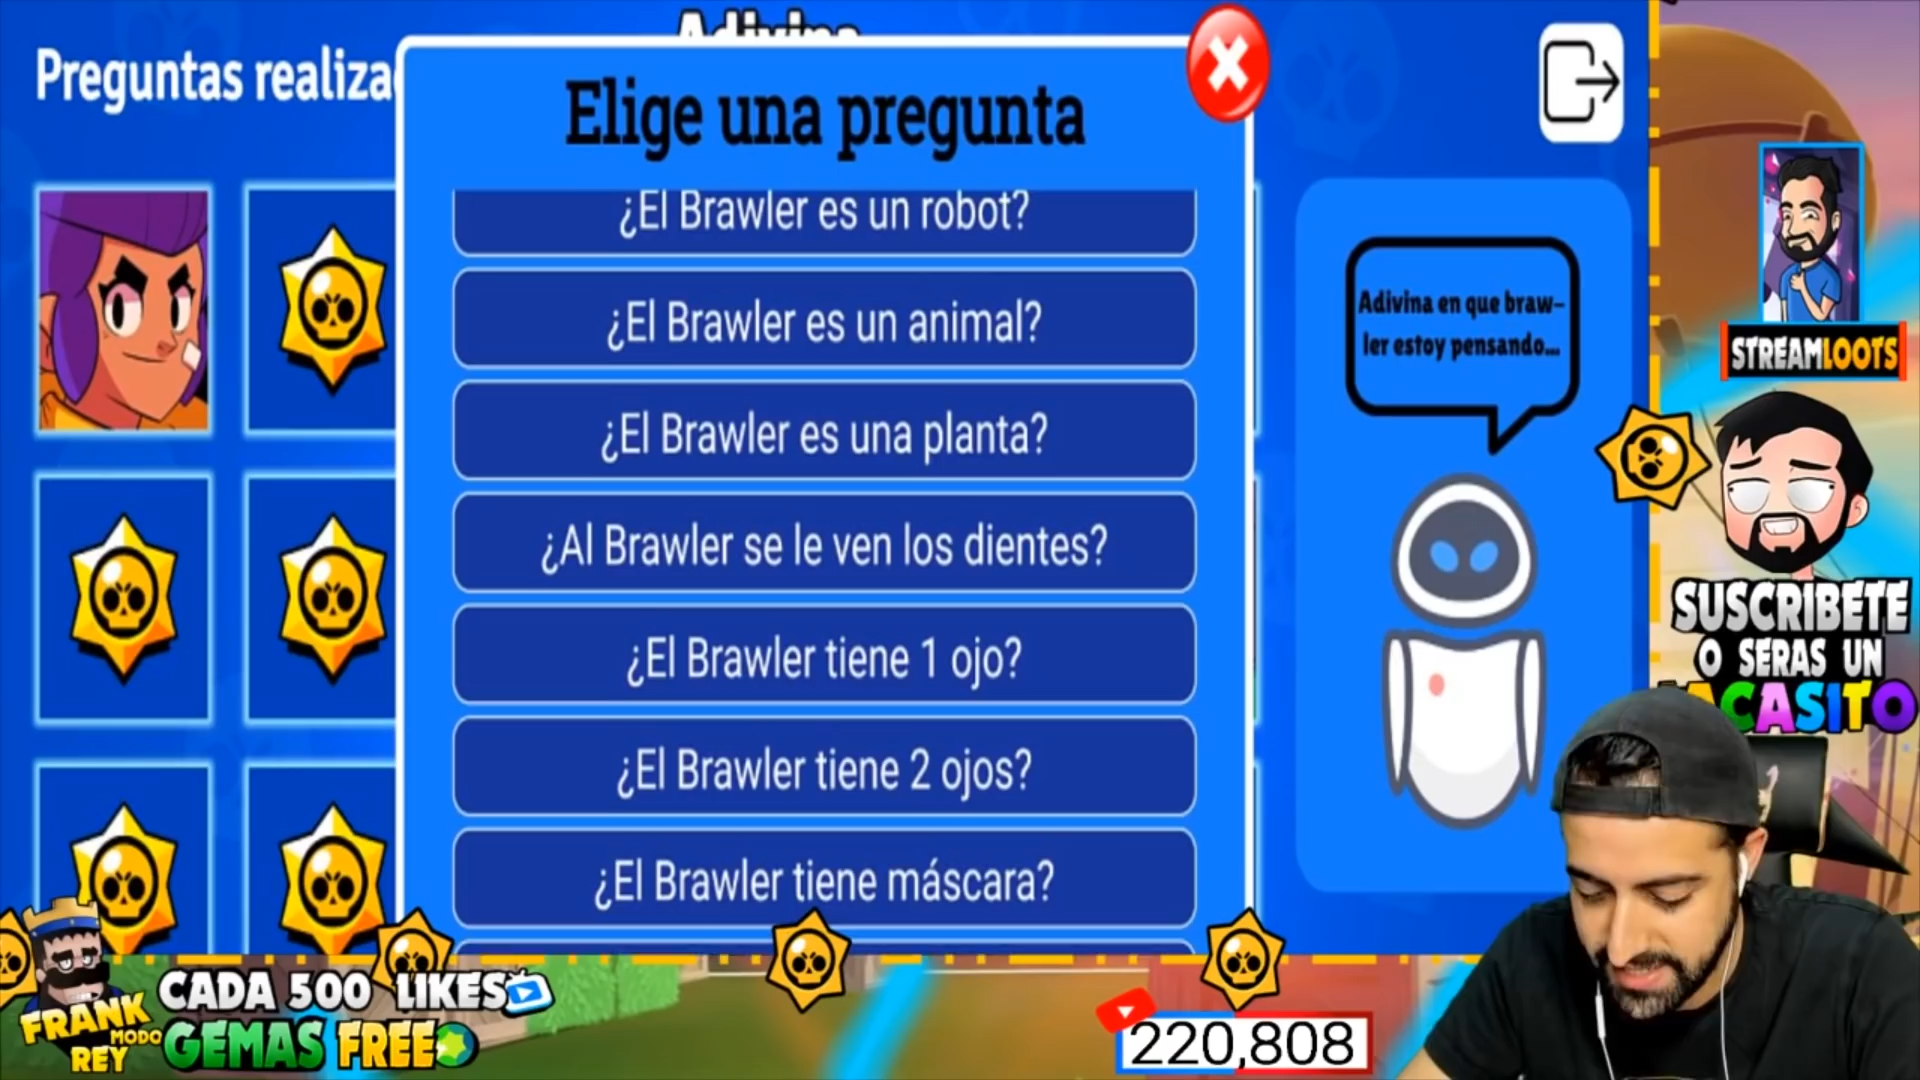 Adivina
Preguntas realiza
Elige una pregunta
¿El Brawler es un robot?
¿El Brawler es un animal?
¿El Brawler es una planta?
¿Al Brawler se le ven los dientes?
¿El Brawler tiene 1 ojo?
¿El Brawler tiene 2 ojos?
¿El Brawler tiene máscara?
Adivina en que braw-
ler estoy pensando...
STREAMLOOTS
SUSCRIBETE
O SERAS UN
ACASITO
FRANK
MODO
REY
CADA 500 LIKES
GEMAS FREE
220,808